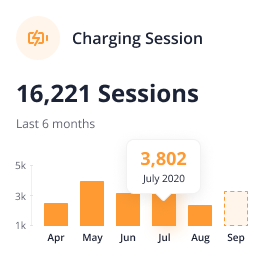 Charging Session
16,221 Sessions
Last 6 months
3,802
July 2020
5k
3k
1k
Apr May Jun Jul Aug Sep